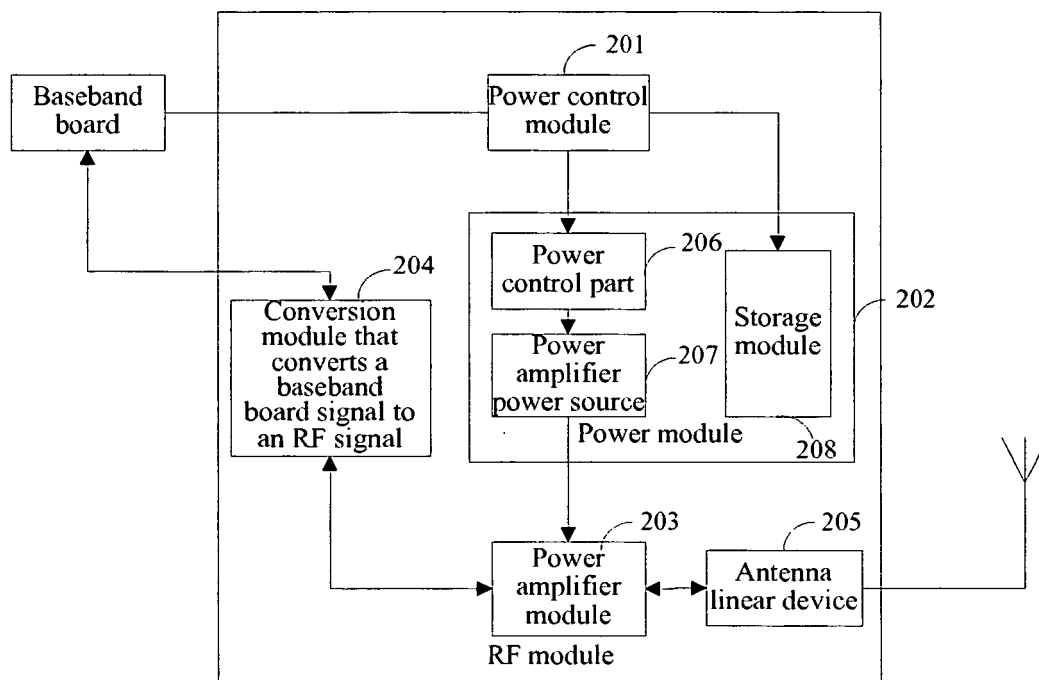 201
Baseband
board
Power control
module
206
Power
control part
204
202
Conversion
module that
converts a
baseband
board signal to
an RF signal
Storage
module
207
Power
amplifier
power source
Power module
208
203
205
Power
amplifier
module
Antenna
linear device
RF module